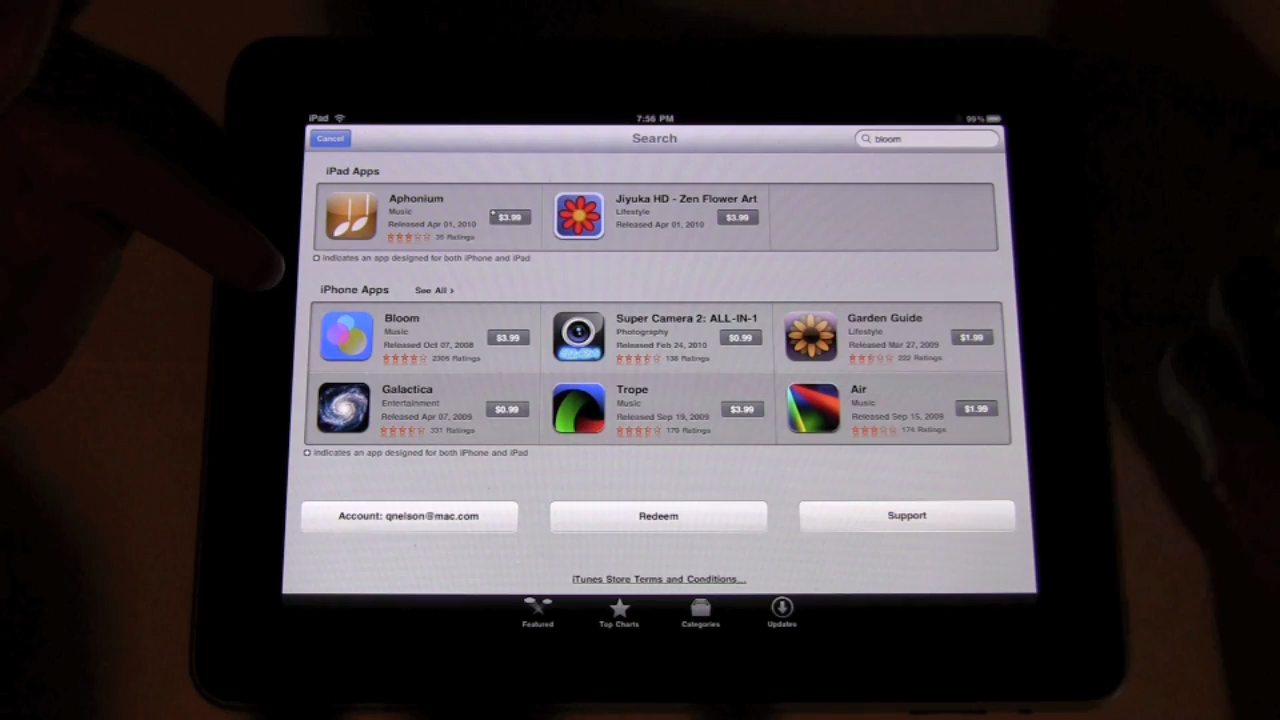 iPad 7:56 PM 99%
Cancel Search bloom
iPad Apps
Aphonium
Music
Released Apr 01, 2010
35 Ratings
$3.99
Jiyuka HD - Zen Flower Art
Lifestyle
Released Apr 01, 2010
$3.99
indicates an app designed for both iPhone and iPad
iPhone Apps See All >
Bloom
Music
Released Oct 07, 2008
2306 Ratings
$3.99
Super Camera 2: ALL-IN-1
Photography
Released Feb 24, 2010
138 Ratings
$0.99
Garden Guide
Lifestyle
Released Mar 27, 2009
222 Ratings
$1.99
Galactica
Entertainment
Released Apr 07, 2009
331 Ratings
$0.99
Trope
Music
Released Sep 19, 2009
178 Ratings
$3.99
Air
Music
Released Sep 15, 2009
174 Ratings
$1.99
indicates an app designed for both iPhone and iPad
Account: qnelson@mac.com Redeem Support
iTunes Store Terms and Conditions...
Featured Top Charts Categories Updates